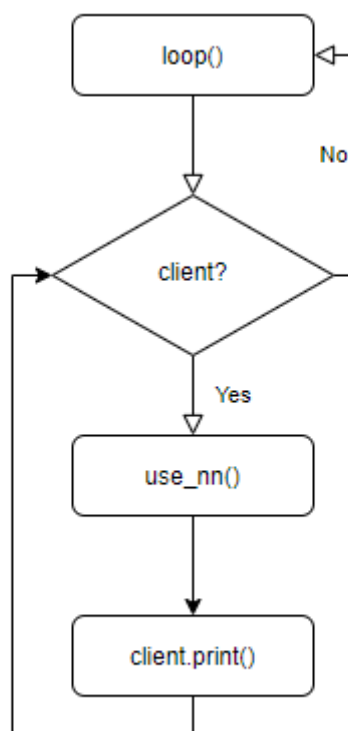 loop()
No
client?
Yes
use_nn()
client.print()